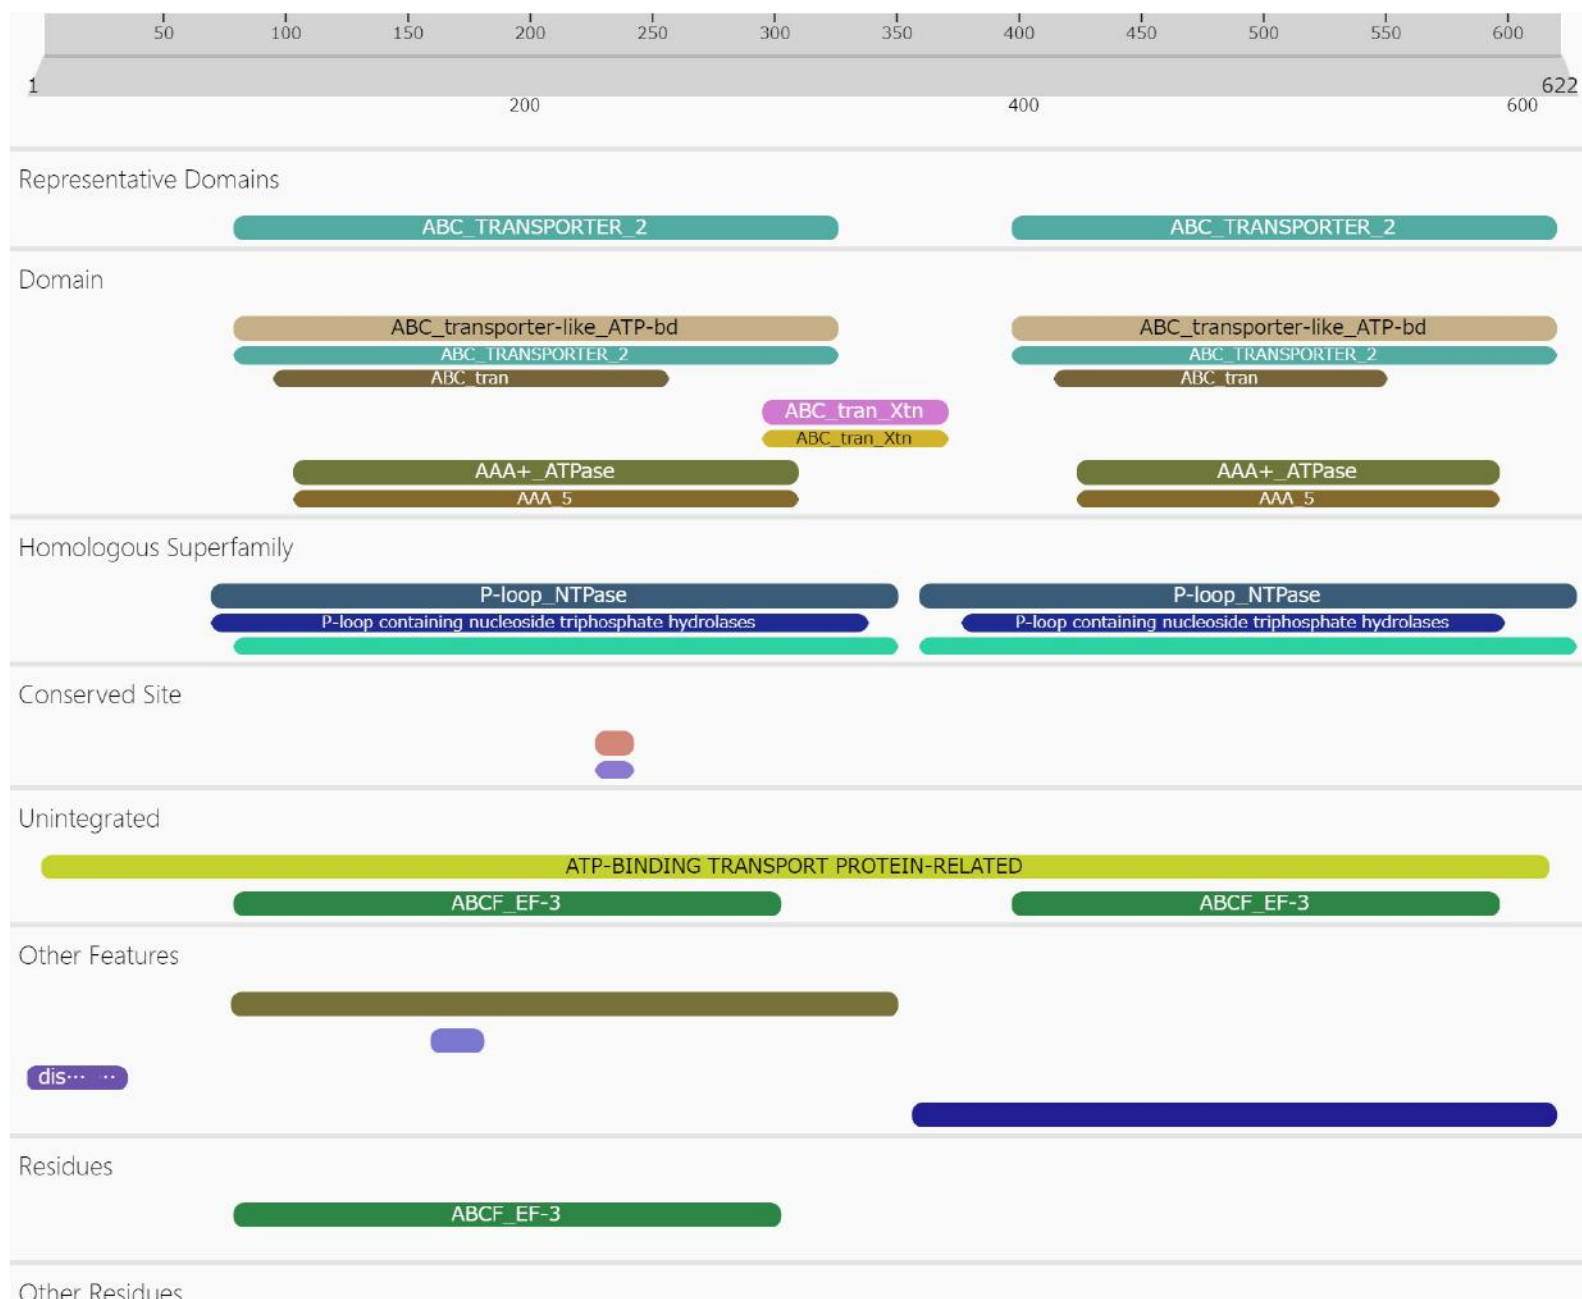 50 100 150 200 250 300 350 400 450 500 550 600
1 622
200 400 600
Representative Domains
ABC_TRANSPORTER_2 ABC_TRANSPORTER_2
Domain
ABC_transporter-like_ATP-bd ABC_transporter-like_ATP-bd
ABC_TRANSPORTER_2 ABC_TRANSPORTER_2
ABC_tran ABC_tran
ABC_tran_Xtn
ABC_tran_Xtn
AAA+_ATPase AAA+_ATPase
AAA_5 AAA_5
Homologous Superfamily
P-loop_NTPase P-loop_NTPase
P-loop containing nucleoside triphosphate hydrolases P-loop containing nucleoside triphosphate hydrolases
Conserved Site
Unintegrated
ATP-BINDING TRANSPORT PROTEIN-RELATED
ABCF_EF-3 ABCF_EF-3
Other Features
dis··· ··
Residues
ABCF_EF-3
Other Residues